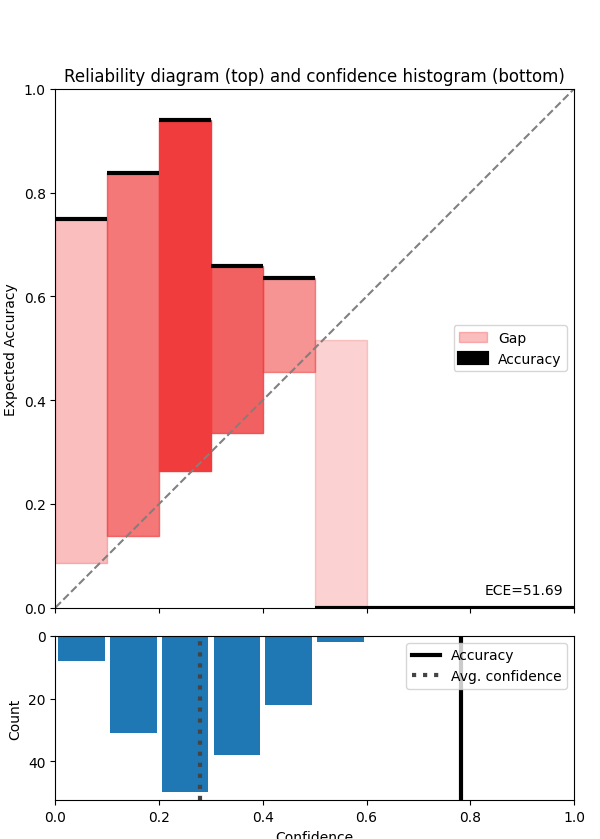 Reliability diagram (top) and confidence histogram (bottom)
1.0
0.8
0.6
0.4
0.2
0.0
Expected Accuracy
Gap
Accuracy
ECE=51.69
0
20
40
Count
Accuracy
Avg. confidence
0.0 0.2 0.4 0.6 0.8 1.0
Confidence